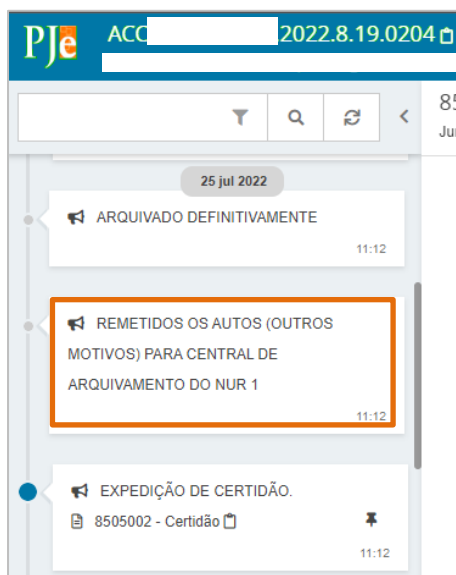 PJe
ACC 2022.8.19.0204
85
Ju
25 jul 2022
ARQUIVADO DEFINITIVAMENTE
11:12
REMETIDOS OS AUTOS (OUTROS
MOTIVOS) PARA CENTRAL DE
ARQUIVAMENTO DO NUR 1
11:12
EXPEDIÇÃO DE CERTIDÃO.
8505002 - Certidão
11:12